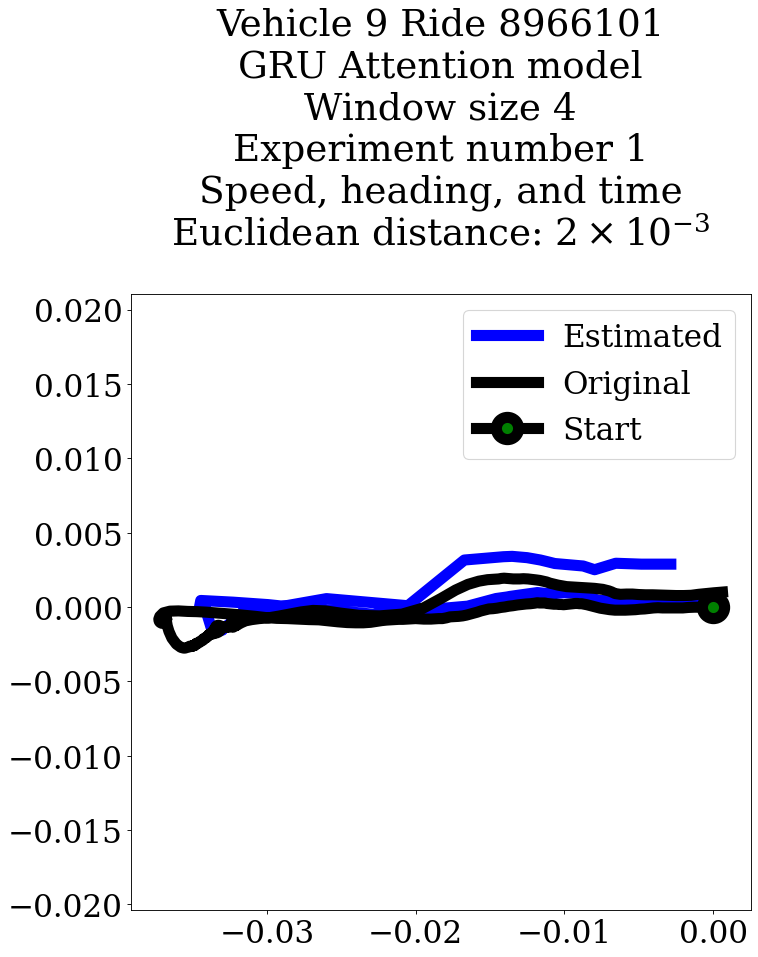 Vehicle 9 Ride 8966101
GRU Attention model
Window size 4
Experiment number 1
Speed, heading, and time
Euclidean distance: 2 × 10⁻³
Estimated
Original
Start
0.020
0.015
0.010
0.005
0.000
−0.005
−0.010
−0.015
−0.020
−0.03 −0.02 −0.01 0.00